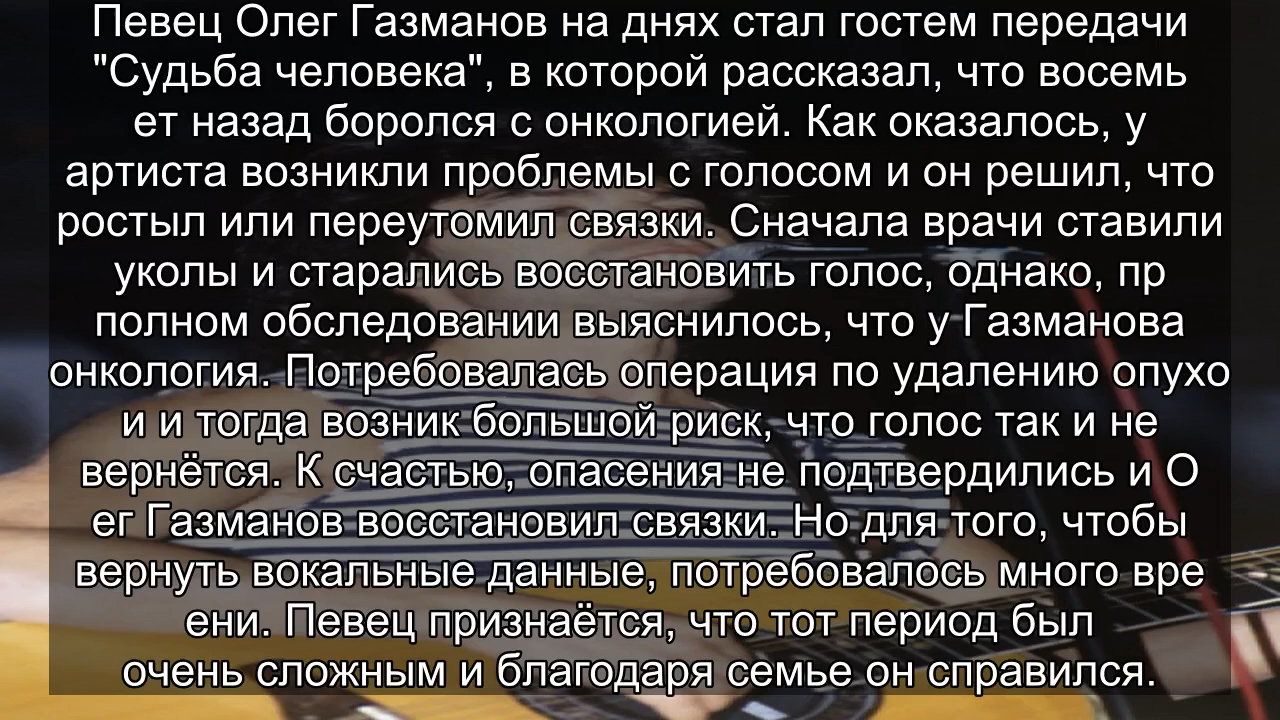 Певец Олег Газманов на днях стал гостем передачи
"Судьба человека", в которой рассказал, что восемь
ет назад боролся с онкологией. Как оказалось, у
артиста возникли проблемы с голосом и он решил, что
ростыл или переутомил связки. Сначала врачи ставили
уколы и старались восстановить голос, однако, пр
полном обследовании выяснилось, что у Газманова
онкология. Потребовалась операция по удалению опухо
и и тогда возник большой риск, что голос так и не
вернётся. К счастью, опасения не подтвердились и О
ег Газманов восстановил связки. Но для того, чтобы
вернуть вокальные данные, потребовалось много вре
ени. Певец признаётся, что тот период был
очень сложным и благодаря семье он справился.